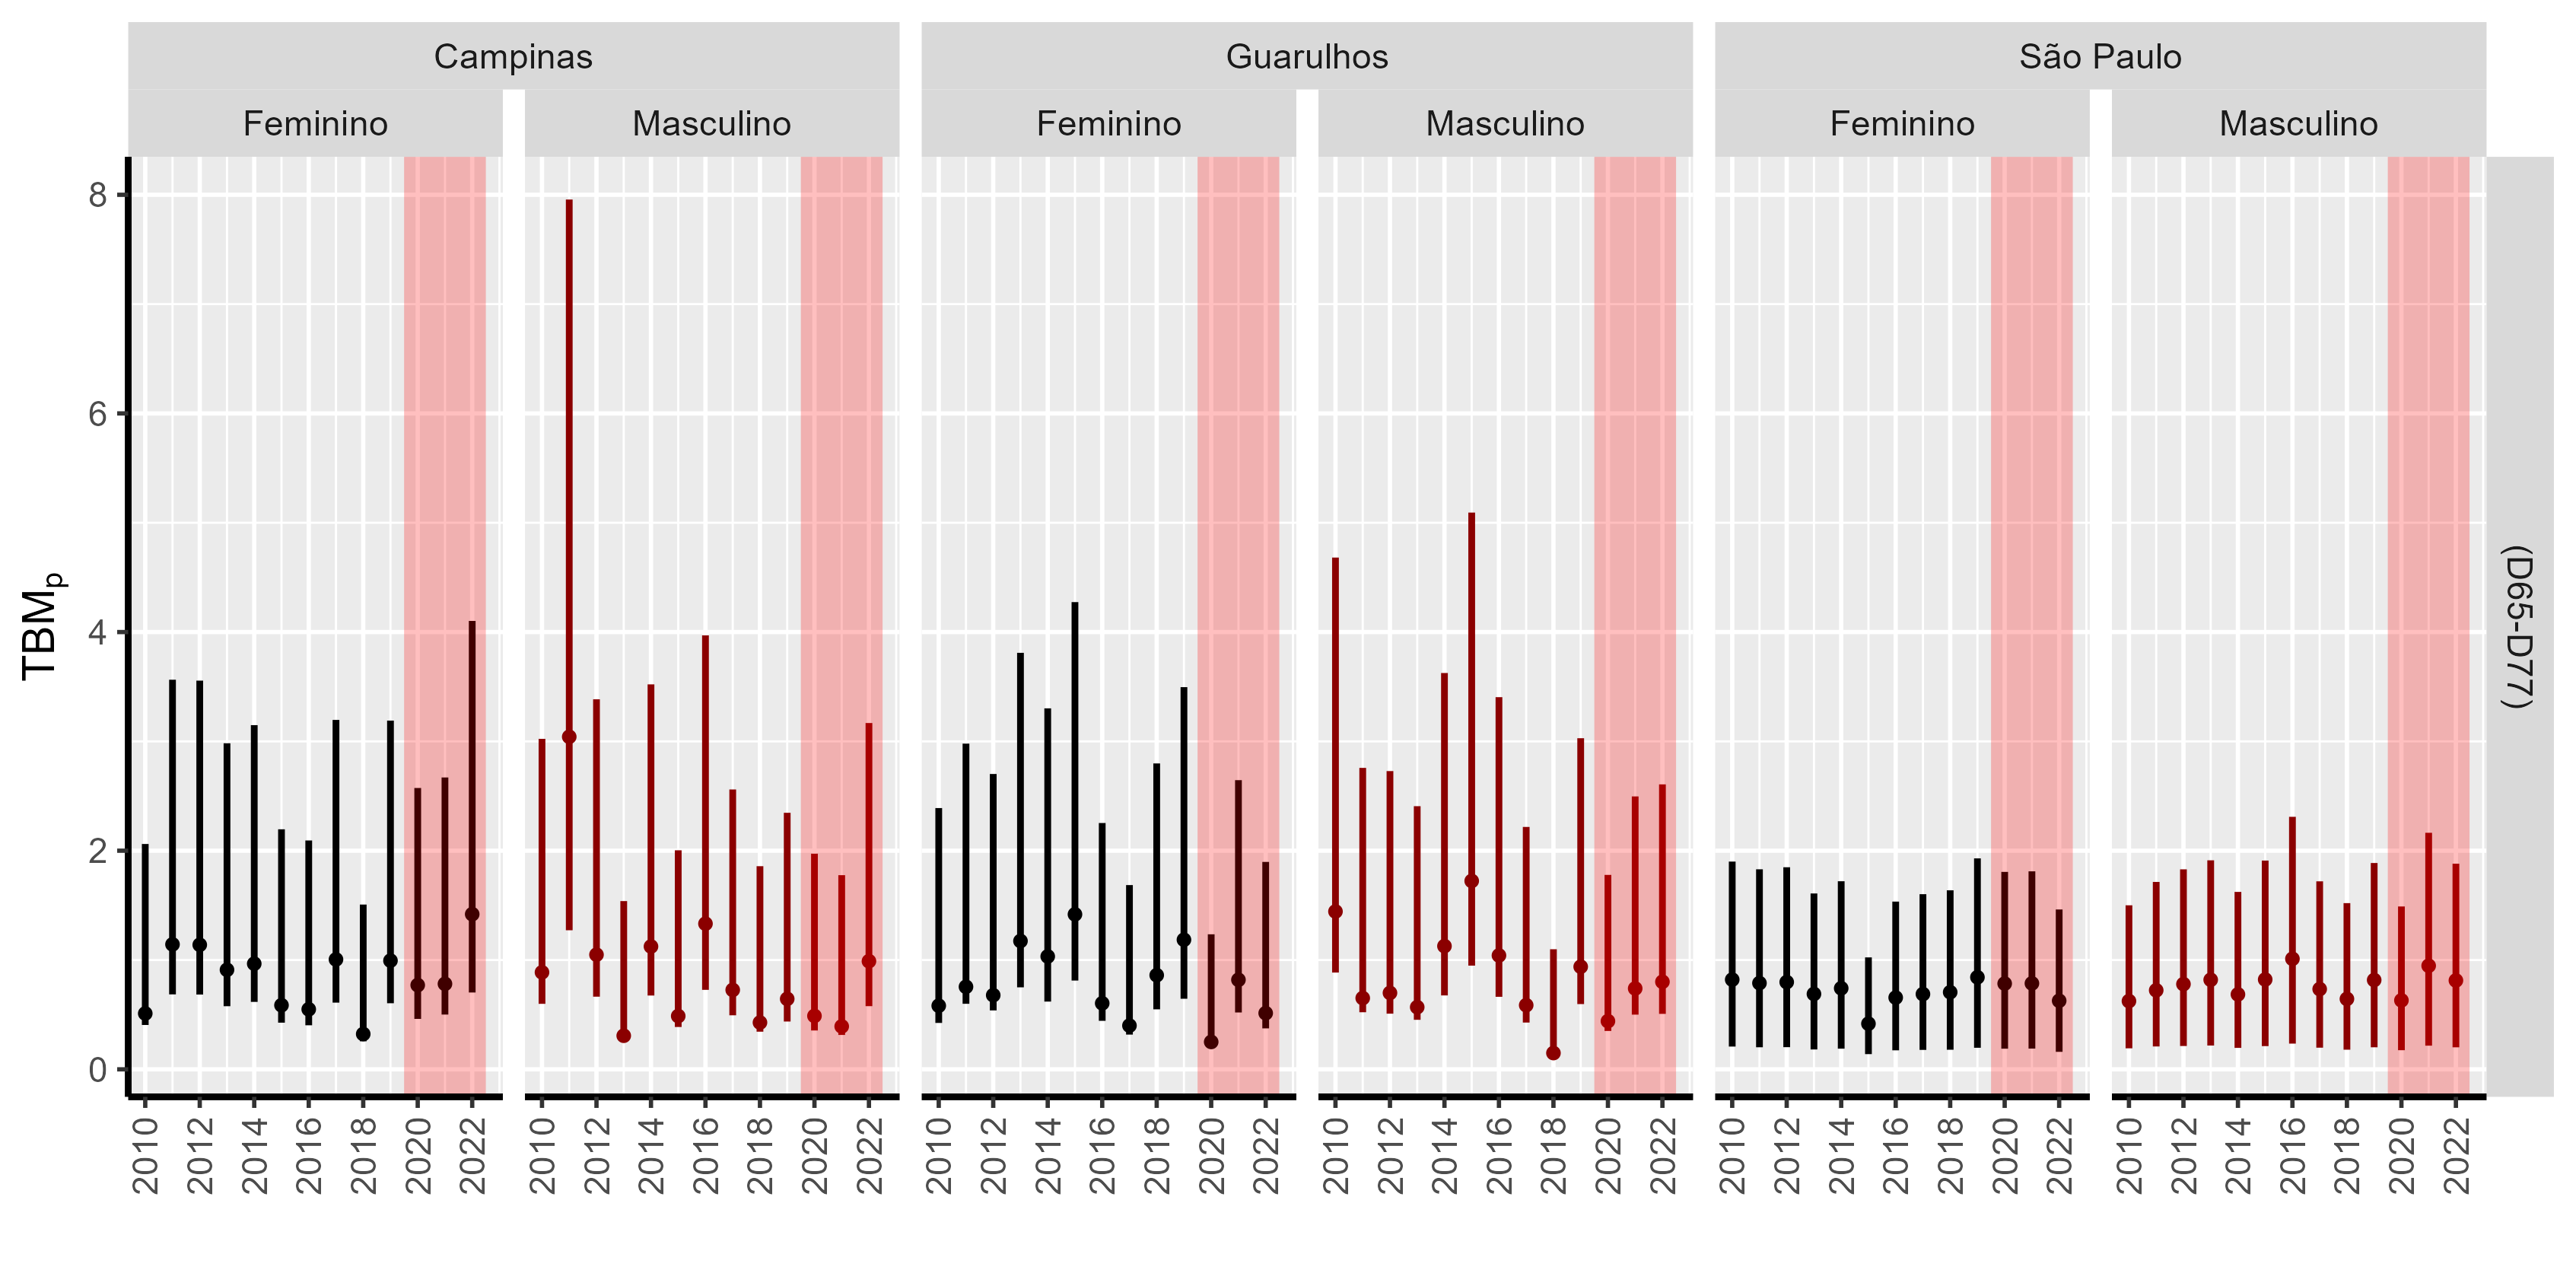 Campinas Guarulhos São Paulo
Feminino Masculino Feminino Masculino Feminino Masculino
8
6
4
2
0
TBMp
(D65-D77)
2010 2012 2014 2016 2018 2020 2022 2010 2012 2014 2016 2018 2020 2022 2010 2012 2014 2016 2018 2020 2022 2010 2012 2014 2016 2018 2020 2022 2010 2012 2014 2016 2018 2020 2022 2010 2012 2014 2016 2018 2020 2022